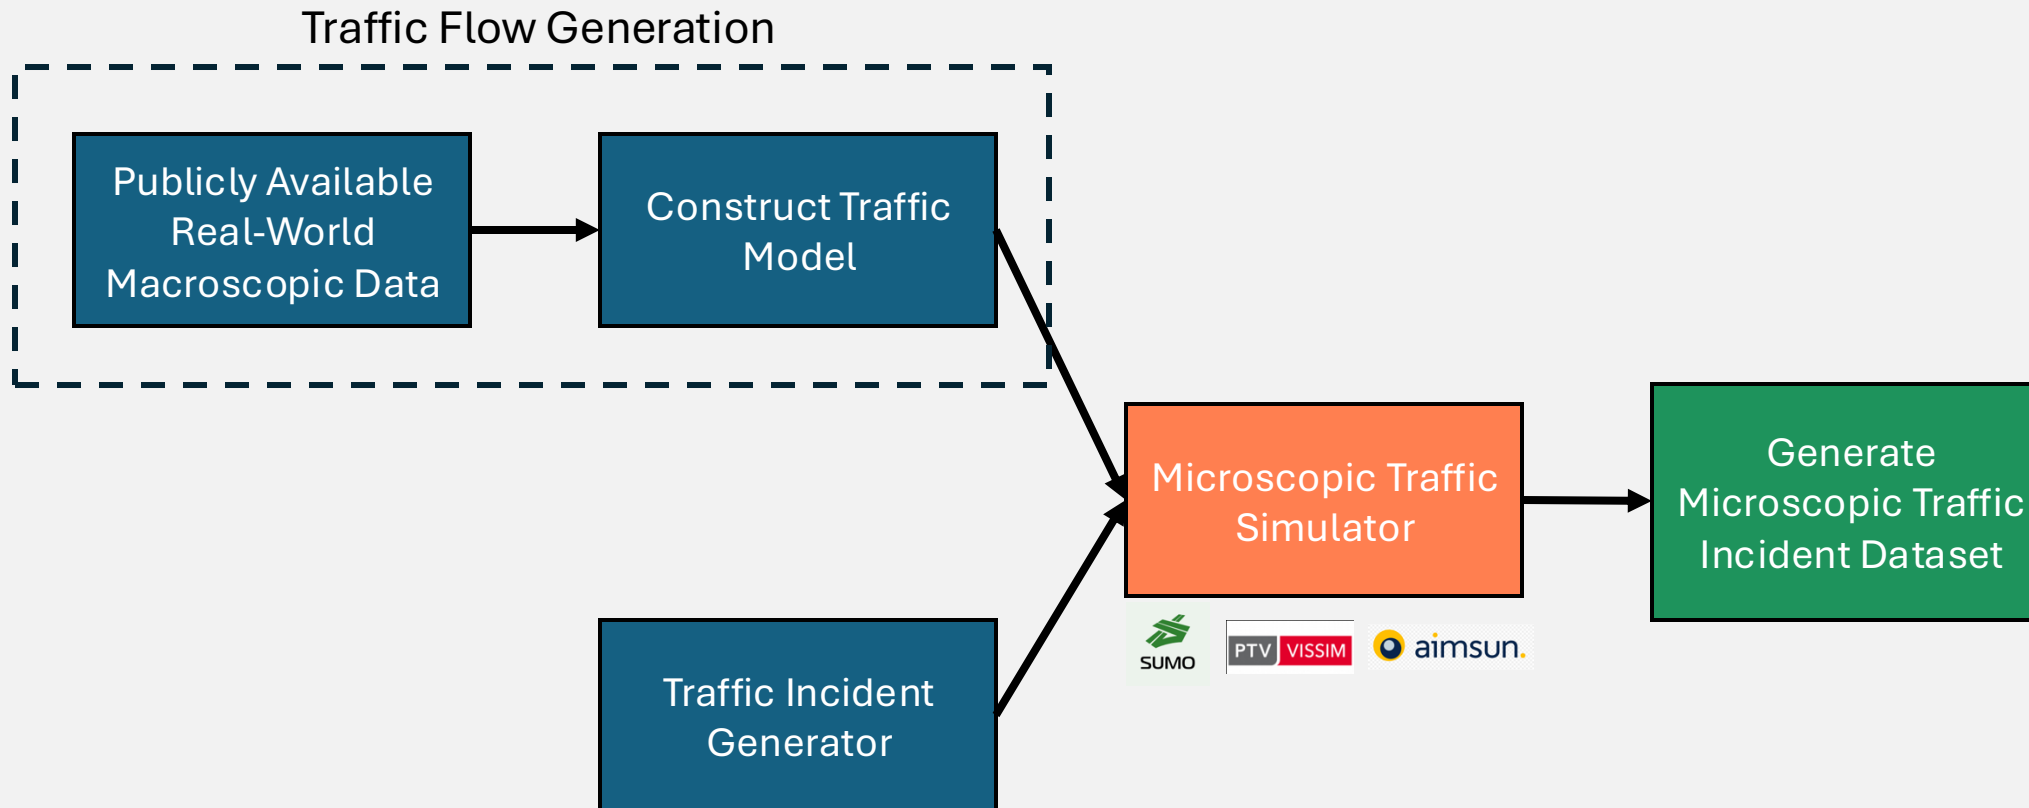 Traffic Flow Generation
Publicly Available
Real-World
Macroscopic Data
Construct Traffic
Model
Microscopic Traffic
Simulator
Generate
Microscopic Traffic
Incident Dataset
SUMO
PTV VISSIM
aimsun.
Traffic Incident
Generator